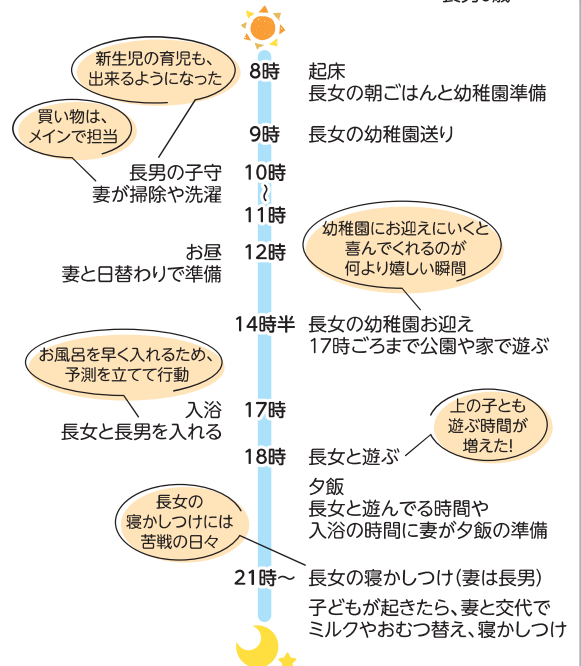 新生児の育児も、
出来るようになった
8時
起床
長女の朝ごはんと幼稚園準備
買い物は、
メインで担当
9時
長女の幼稚園送り
長男の子守
妻が掃除や洗濯
10時
〜
11時
幼稚園にお迎えにいくと
喜んでくれるのが
何より嬉しい瞬間
お昼
妻と日替わりで準備
12時
14時半
長女の幼稚園お迎え
17時ごろまで公園や家で遊ぶ
お風呂を早く入れるため、
予測を立てて行動
入浴
長女と長男を入れる
17時
上の子とも
遊ぶ時間が
増えた!
18時
長女と遊ぶ
夕飯
長女と遊んでる時間や
入浴の時間に妻が夕飯の準備
長女の
寝かしつけには
苦戦の日々
21時〜
長女の寝かしつけ(妻は長男)
子どもが起きたら、妻と交代で
ミルクやおむつ替え、寝かしつけ